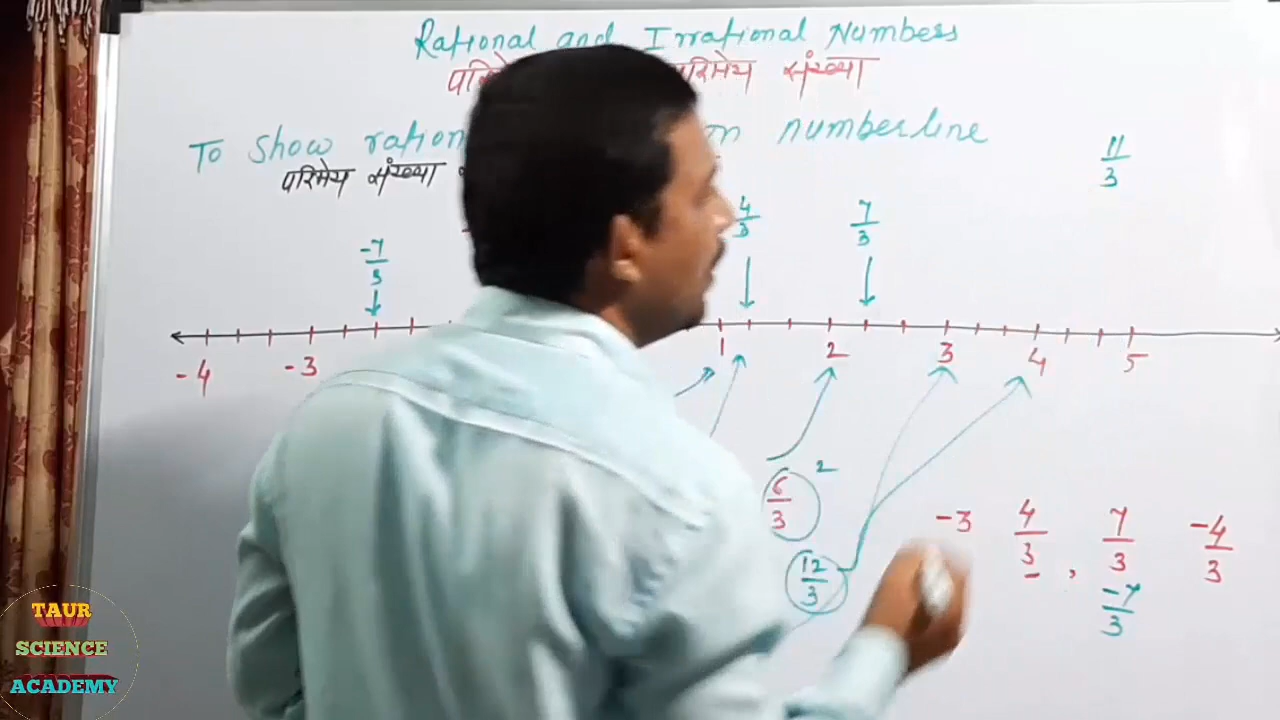 Rational and Irrational Numbers
परिमेय संख्या
To show ration on numberline
परिमेय संख्या
11/3
-7/3 4/3 7/3
-4 -3 1 2 3 4 5
6/3 2
12/3
-3 4/3 , 7/3 -4/3
-7/3
TAUR
SCIENCE
ACADEMY